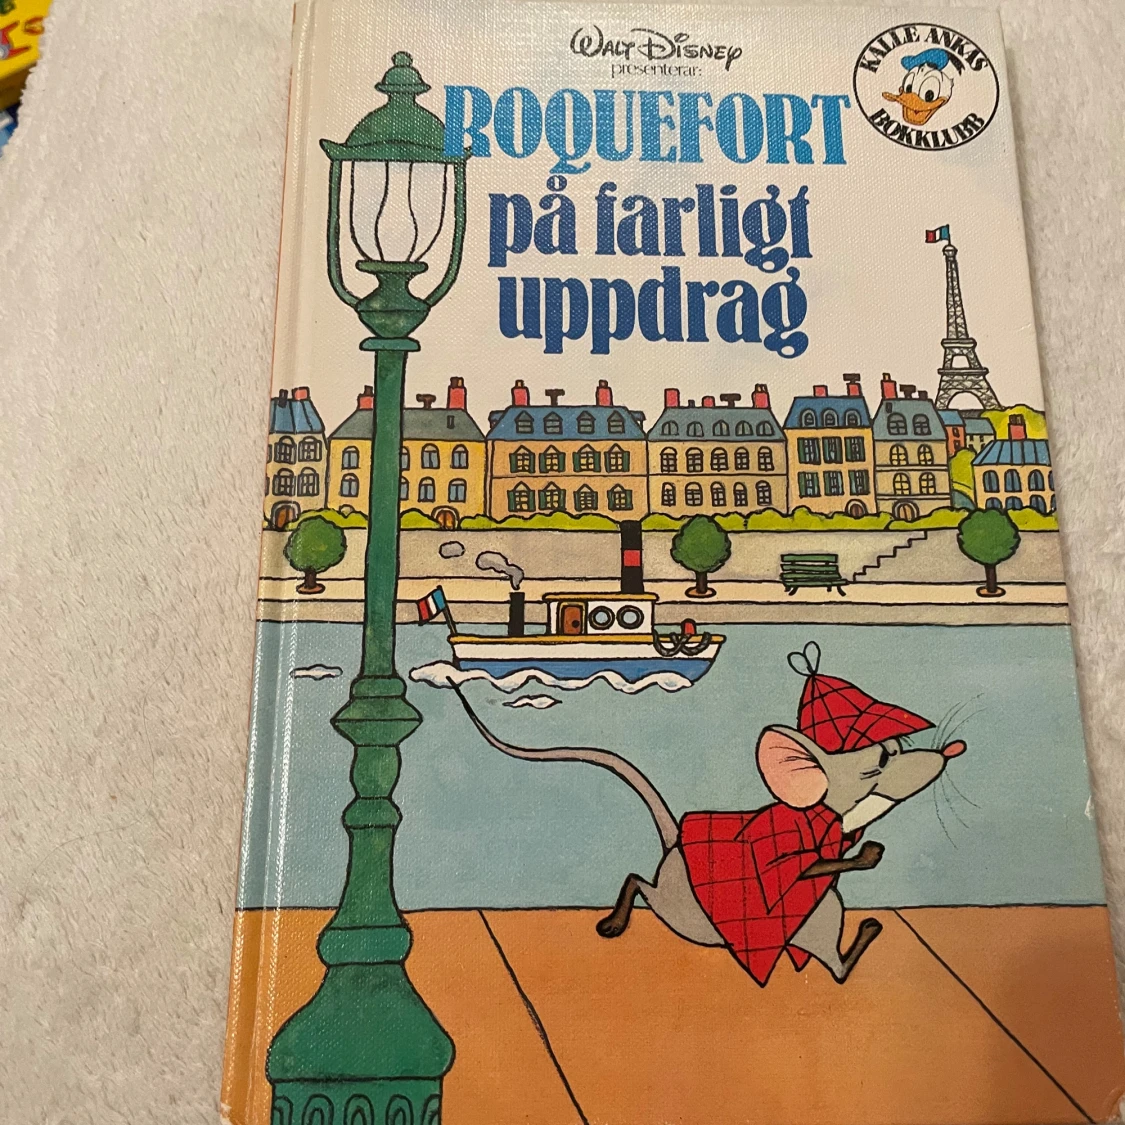 WALT DISNEY
presenterar:
KALLE ANKAS
BOKKLUBB
ROQUEFORT
på farligt
uppdrag